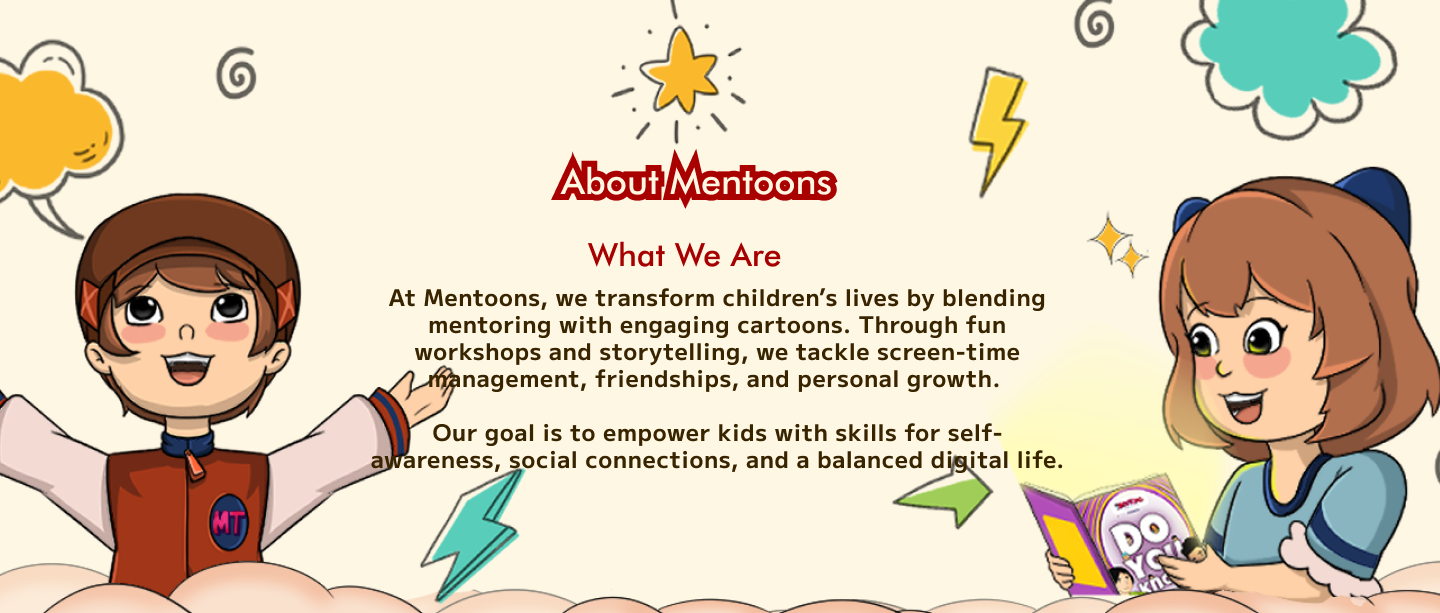 About Mentoons
What We Are
At Mentoons, we transform children’s lives by blending
mentoring with engaging cartoons. Through fun
workshops and storytelling, we tackle screen-time
management, friendships, and personal growth.
Our goal is to empower kids with skills for self-
awareness, social connections, and a balanced digital life.
MT
DO
YOU
KNOW